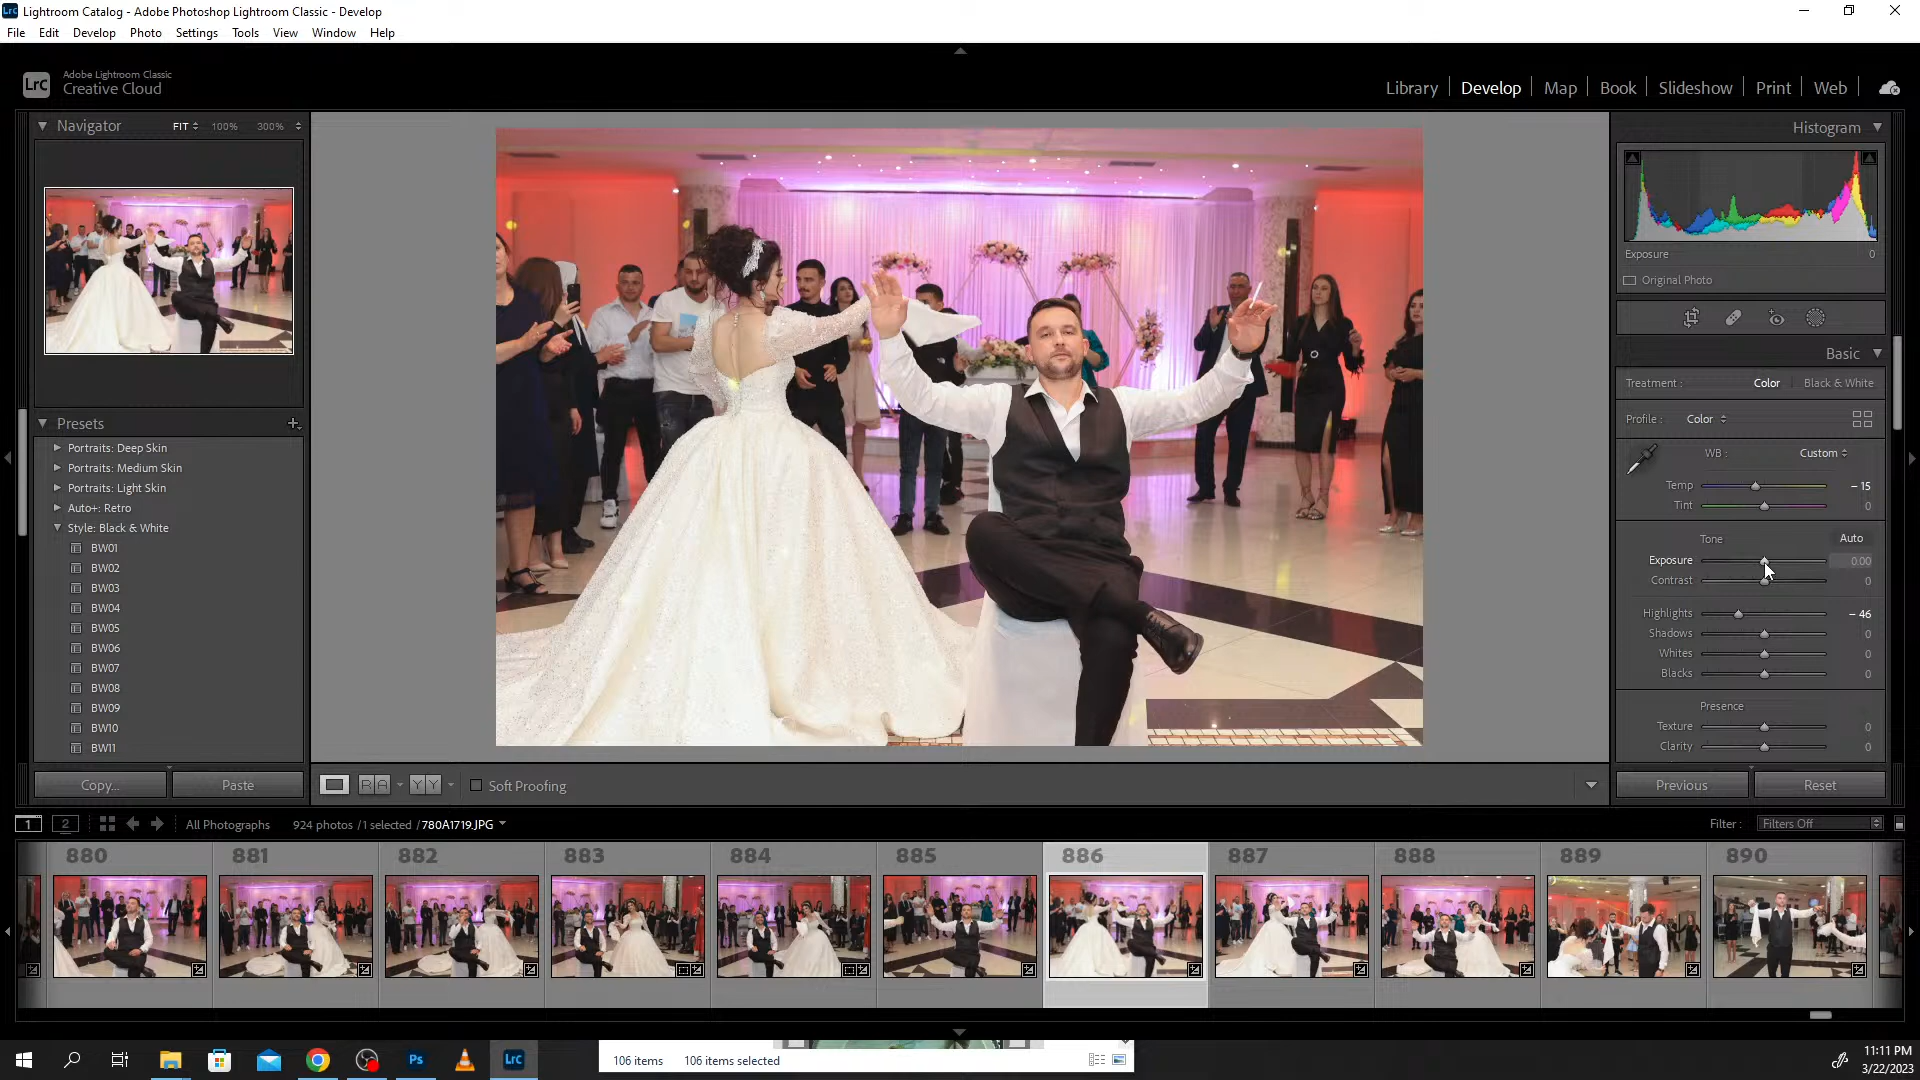 Lightroom Catalog - Adobe Photoshop Lightroom Classic - Develop
File Edit Develop Photo Settings Tools View Window Help
LrC Adobe Lightroom Classic
Creative Cloud
Library Develop Map Book Slideshow Print Web
Navigator FIT 100% 300%
Histogram
Exposure 0
Original Photo
Basic
Treatment : Color Black & White
Profile : Color
WB : Custom
Temp – 15
Tint 0
Tone Auto
Exposure 0.00
Contrast 0
Highlights – 46
Shadows 0
Whites 0
Blacks 0
Presence
Texture 0
Clarity 0
Previous Reset
Presets
Portraits: Deep Skin
Portraits: Medium Skin
Portraits: Light Skin
Auto+: Retro
Style: Black & White
BW01
BW02
BW03
BW04
BW05
BW06
BW07
BW08
BW09
BW10
BW11
Copy... Paste
R A Y Y Soft Proofing
1 2 All Photographs 924 photos / 1 selected / 780A1719.JPG Filter : Filters Off
880 881 882 883 884 885 886 887 888 889 890
Ps LrC 106 items 106 items selected
11:11 PM
3/22/2023